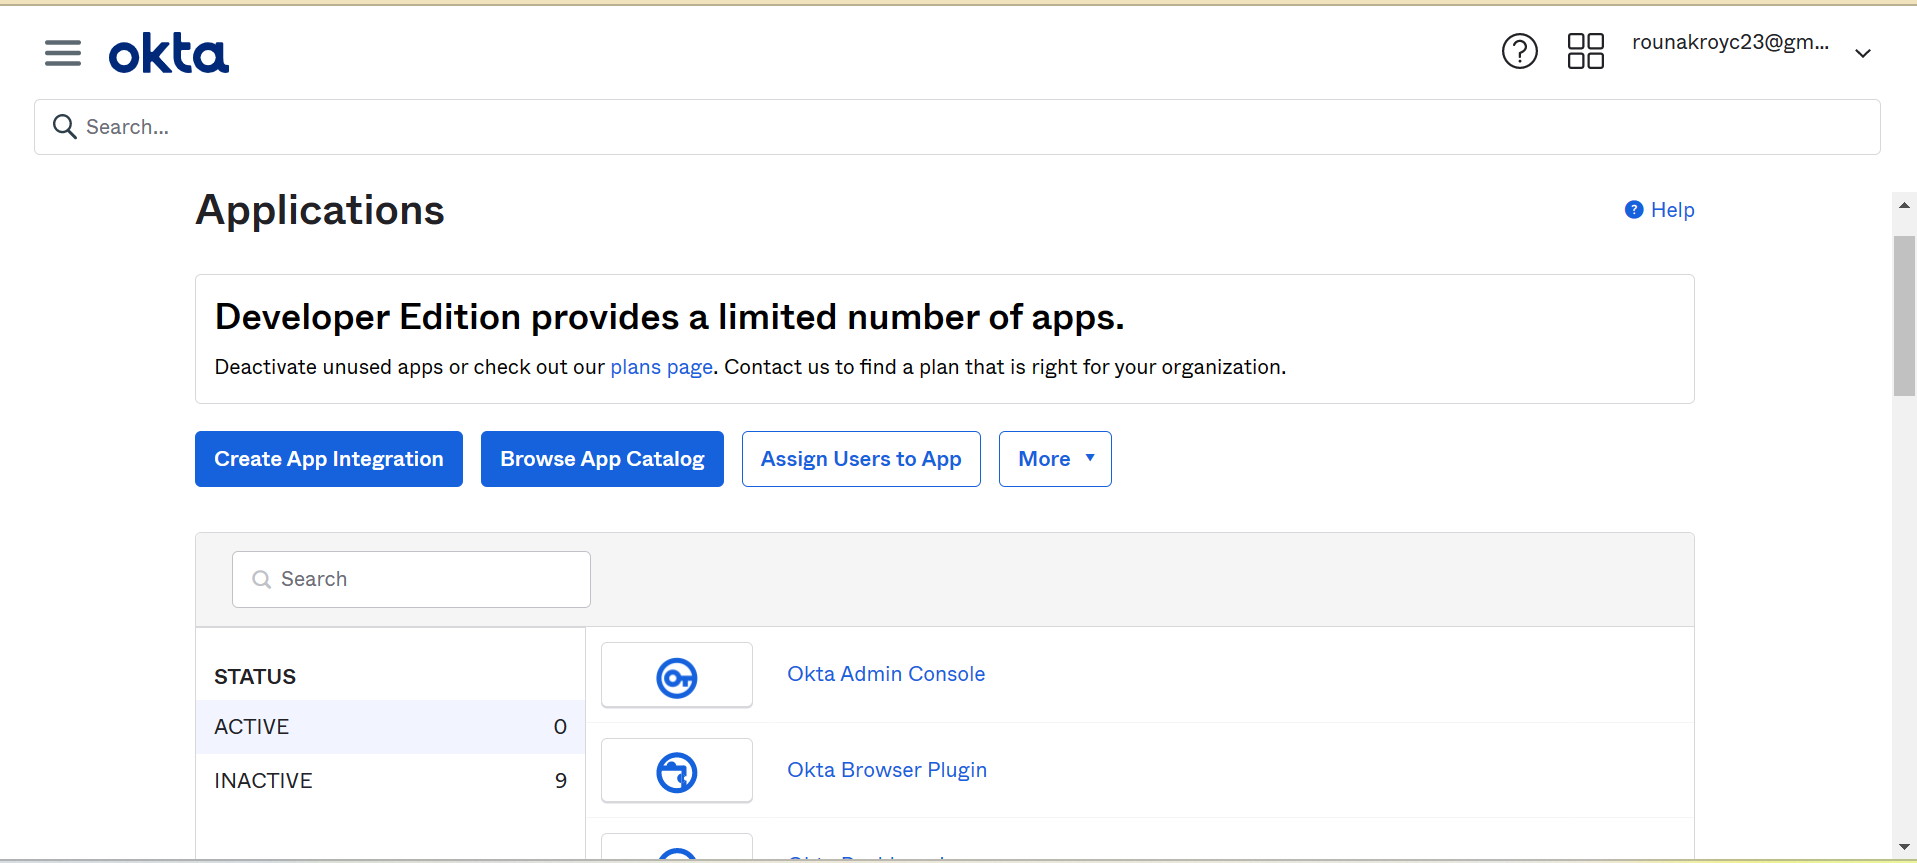 okta
rounakroyc23@gm...
Search...
Applications
Help
Developer Edition provides a limited number of apps.
Deactivate unused apps or check out our plans page. Contact us to find a plan that is right for your organization.
Create App Integration
Browse App Catalog
Assign Users to App
More
Search
STATUS
ACTIVE 0
INACTIVE 9
Okta Admin Console
Okta Browser Plugin